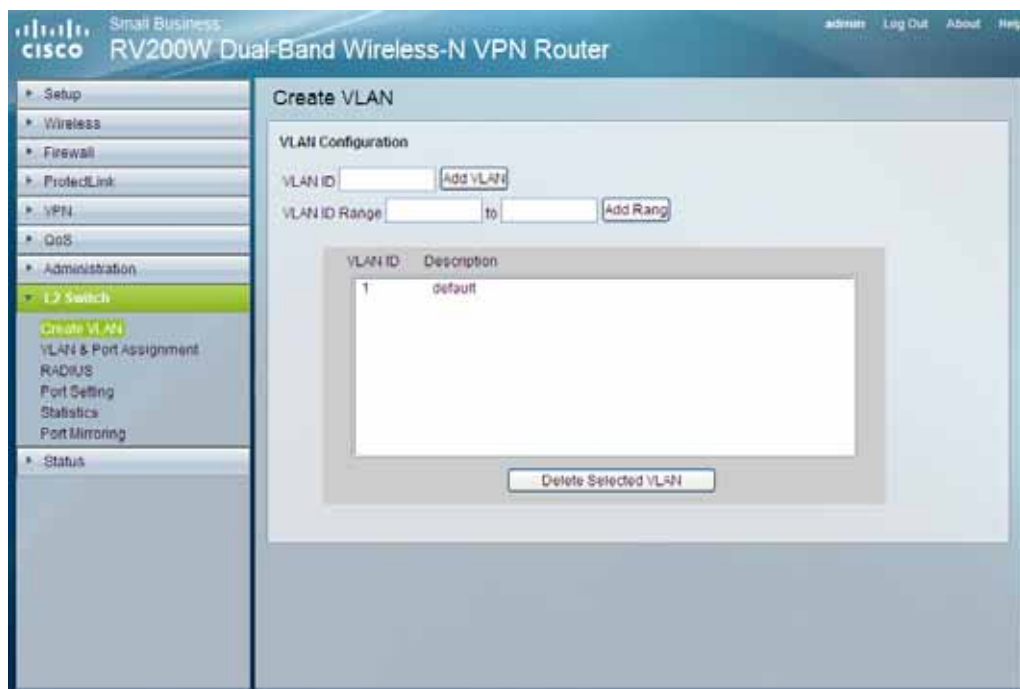 Small Business
cisco RV200W Dual-Band Wireless-N VPN Router
admin Log Out About Help
Setup
Wireless
Firewall
ProtectLink
VPN
QoS
Administration
L2 Switch
Create VLAN
VLAN & Port Assignment
RADIUS
Port Setting
Statistics
Port Mirroring
Status
Create VLAN
VLAN Configuration
VLAN ID Add VLAN
VLAN ID Range to Add Rang
VLAN ID Description
1 default
Delete Selected VLAN